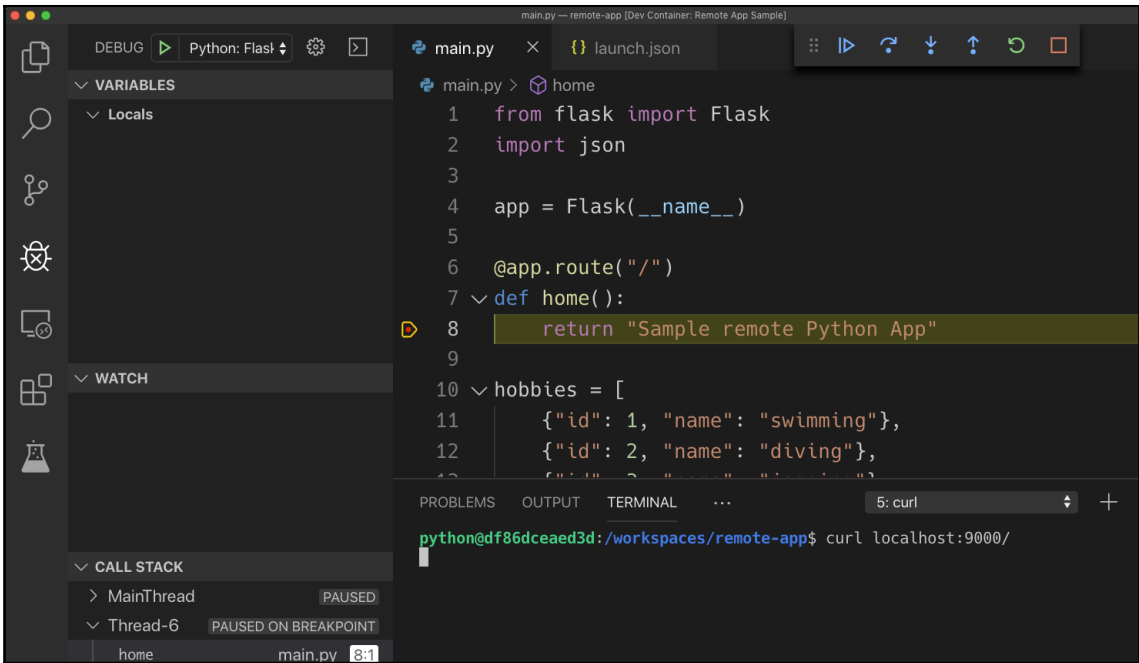 main.py — remote-app [Dev Container: Remote App Sample]
DEBUG Python: Flask
VARIABLES
Locals
WATCH
CALL STACK
MainThread PAUSED
Thread-6 PAUSED ON BREAKPOINT
home main.py 8:1
main.py launch.json
main.py > home
1 from flask import Flask
2 import json
3
4 app = Flask(__name__)
5
6 @app.route("/")
7 def home():
8 return "Sample remote Python App"
9
10 hobbies = [
11 {"id": 1, "name": "swimming"},
12 {"id": 2, "name": "diving"},
PROBLEMS OUTPUT TERMINAL ··· 5: curl
python@df86dceaed3d:/workspaces/remote-app$ curl localhost:9000/